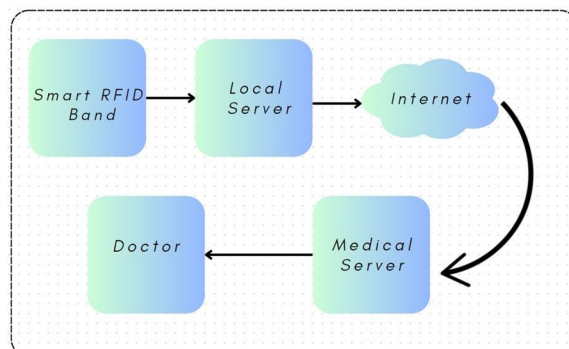 Smart RFID
Band
Local
Server
Internet
Doctor
Medical
Server